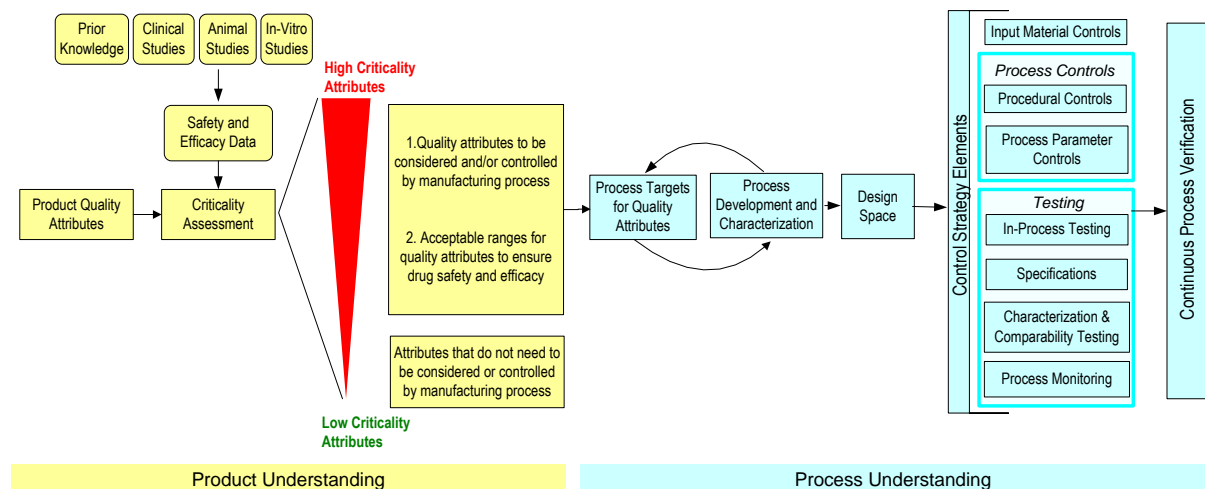 Prior
Knowledge
Clinical
Studies
Animal
Studies
In-Vitro
Studies
Safety and
Efficacy Data
Product Quality
Attributes
Criticality
Assessment
High Criticality
Attributes
Low Criticality
Attributes
1.Quality attributes to be
considered and/or controlled
by manufacturing process
2. Acceptable ranges for
quality attributes to ensure
drug safety and efficacy
Attributes that do not need to
be considered or controlled
by manufacturing process
Process Targets
for Quality
Attributes
Process
Development and
Characterization
Design
Space
Control Strategy Elements
Input Material Controls
Process Controls
Procedural Controls
Process Parameter
Controls
Testing
In-Process Testing
Specifications
Characterization &
Comparability Testing
Process Monitoring
Continuous Process Verification
Product Understanding
Process Understanding